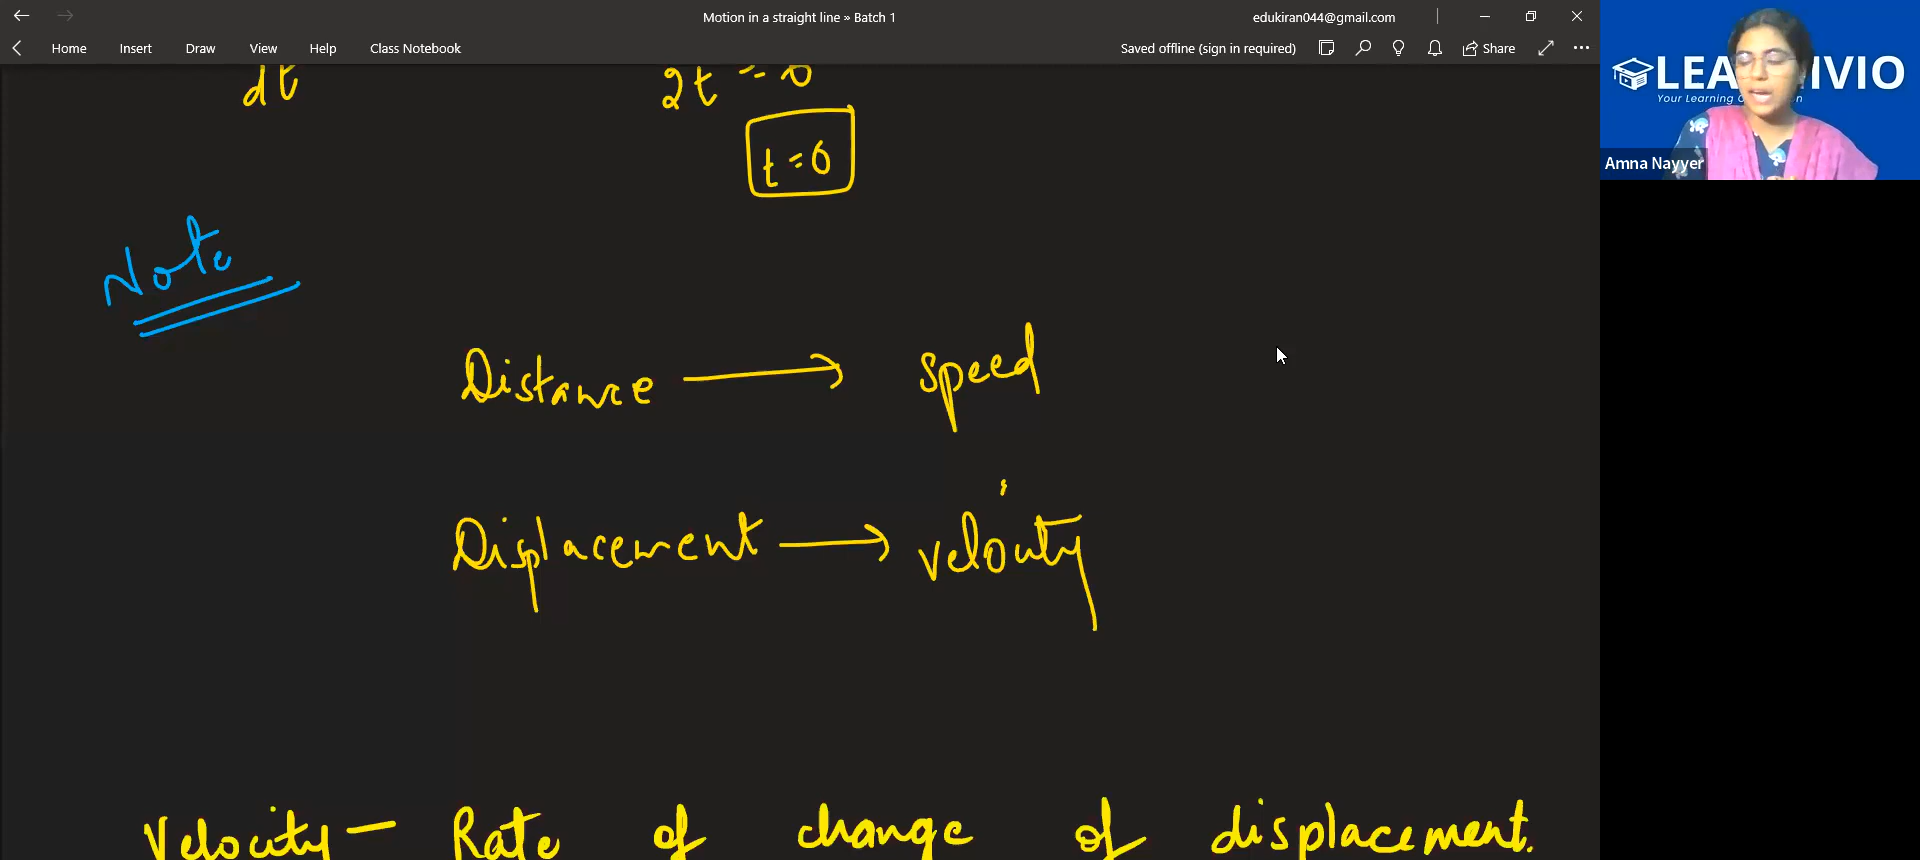 Motion in a straight line » Batch 1
edukiran044@gmail.com
Home Insert Draw View Help Class Notebook
Saved offline (sign in required)
Share
LEA IVIO
Your Learning C n
Amna Nayyer
dt
2t = 0
t = 0
Note
Distance → speed
Displacement → velocity
Velocity - Rate of change of displacement.